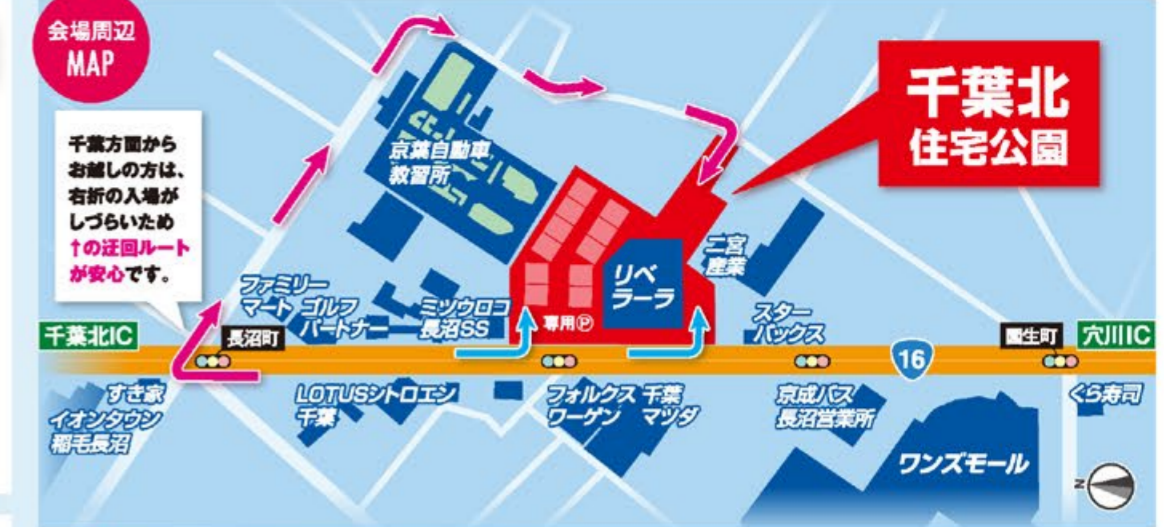 会場周辺
MAP
千葉北
住宅公園
千葉方面から
お越しの方は、
右折の入場が
しづらいため
↑の迂回ルート
が安心です。
京葉自動車
教習所
リベ
ラーラ
二宮
産業
ファミリー
マート
ゴルフ
パートナー
ミツウロコ
長沼SS
専用P
スター
バックス
千葉北IC
長沼町
16
園生町
穴川IC
すき家
イオンタウン
稲毛長沼
LOTUSシトロエン
千葉
フォルクス
ワーゲン
千葉
マツダ
京成バス
長沼営業所
ワンズモール
くら寿司
N